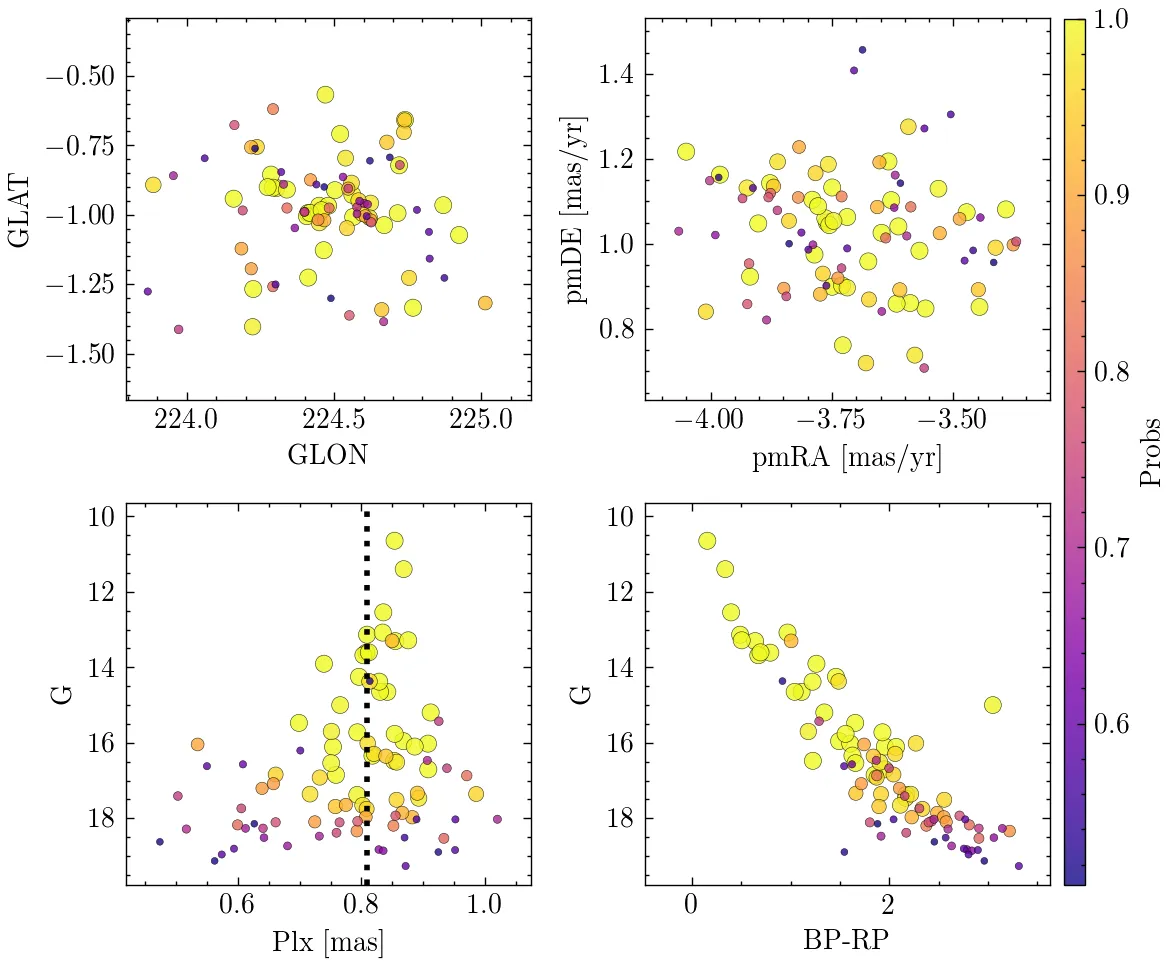 −0.50
−0.75
−1.00
−1.25
−1.50
GLAT
224.0 224.5 225.0
GLON
1.4
1.2
1.0
0.8
pmDE [mas/yr]
−4.00 −3.75 −3.50
pmRA [mas/yr]
1.0
0.9
0.8
0.7
0.6
Probs
10
12
14
16
18
G
0.6 0.8 1.0
Plx [mas]
10
12
14
16
18
G
0 2
BP-RP